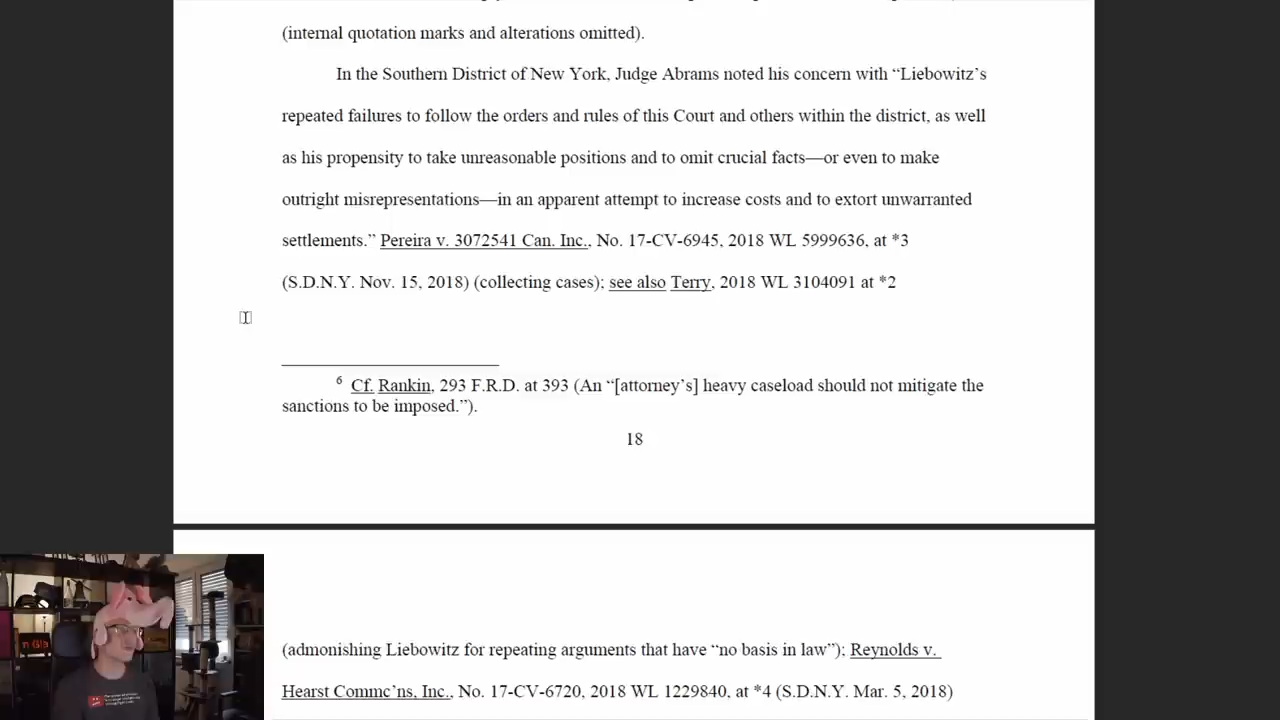 (internal quotation marks and alterations omitted).
In the Southern District of New York, Judge Abrams noted his concern with “Liebowitz’s
repeated failures to follow the orders and rules of this Court and others within the district, as well
as his propensity to take unreasonable positions and to omit crucial facts—or even to make
outright misrepresentations—in an apparent attempt to increase costs and to extort unwarranted
settlements.” Pereira v. 3072541 Can. Inc., No. 17-CV-6945, 2018 WL 5999636, at *3
(S.D.N.Y. Nov. 15, 2018) (collecting cases); see also Terry, 2018 WL 3104091 at *2
6 Cf. Rankin, 293 F.R.D. at 393 (An “[attorney’s] heavy caseload should not mitigate the
sanctions to be imposed.”).
18
(admonishing Liebowitz for repeating arguments that have “no basis in law”); Reynolds v.
Hearst Commc’ns, Inc., No. 17-CV-6720, 2018 WL 1229840, at *4 (S.D.N.Y. Mar. 5, 2018)